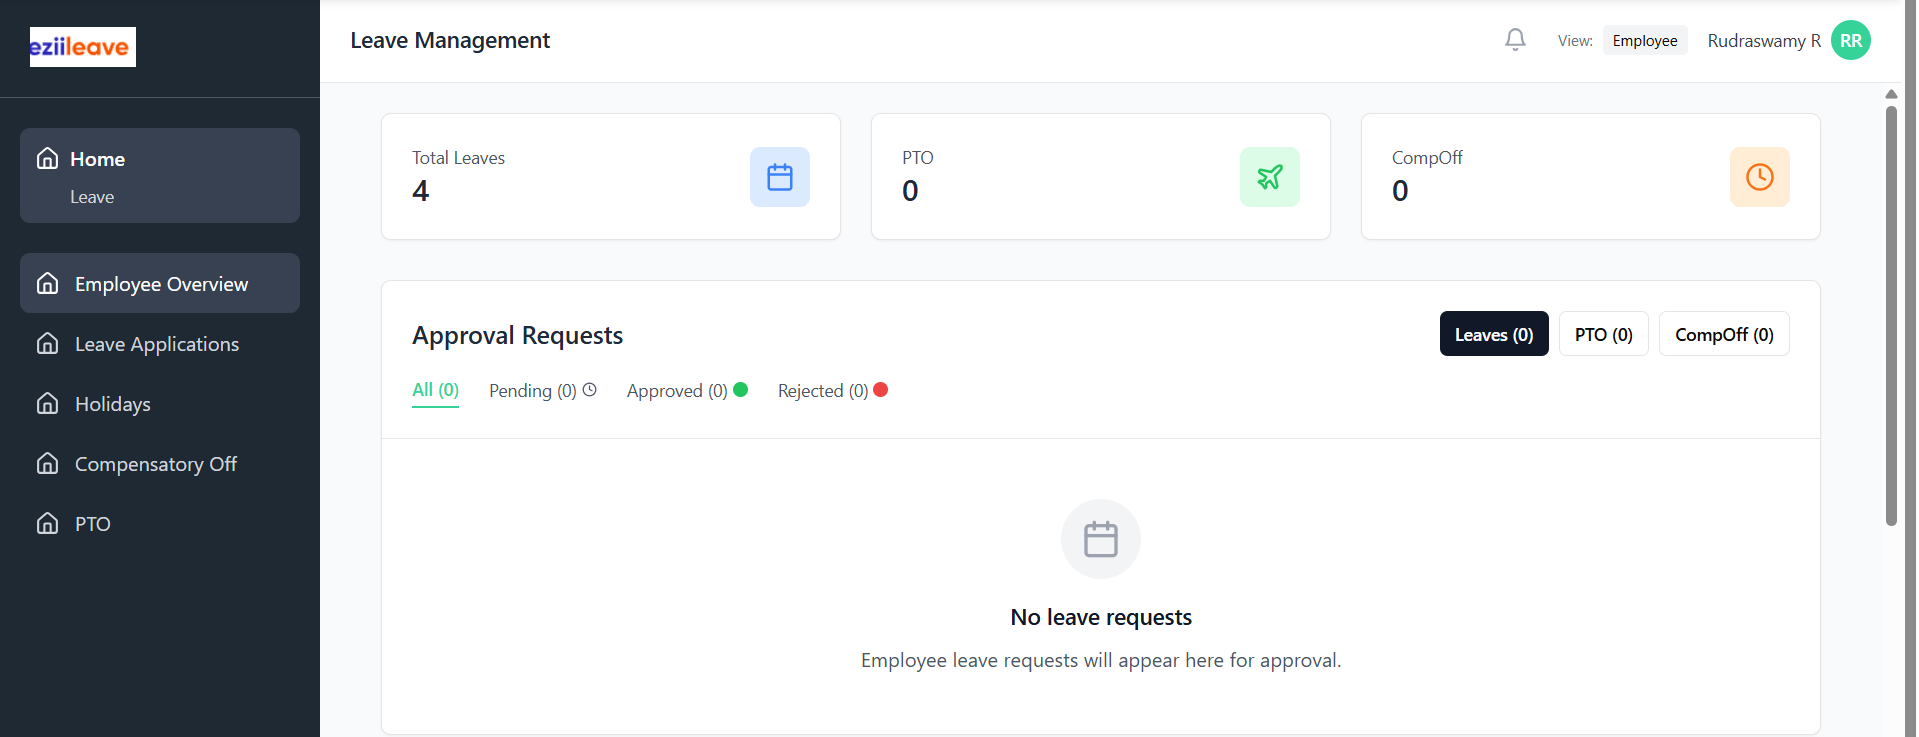 eziileave
Home
Leave
Employee Overview
Leave Applications
Holidays
Compensatory Off
PTO
Leave Management
View: Employee Rudraswamy R RR
Total Leaves
4
PTO
0
CompOff
0
Approval Requests
Leaves (0) PTO (0) CompOff (0)
All (0) Pending (0) Approved (0) Rejected (0)
No leave requests
Employee leave requests will appear here for approval.